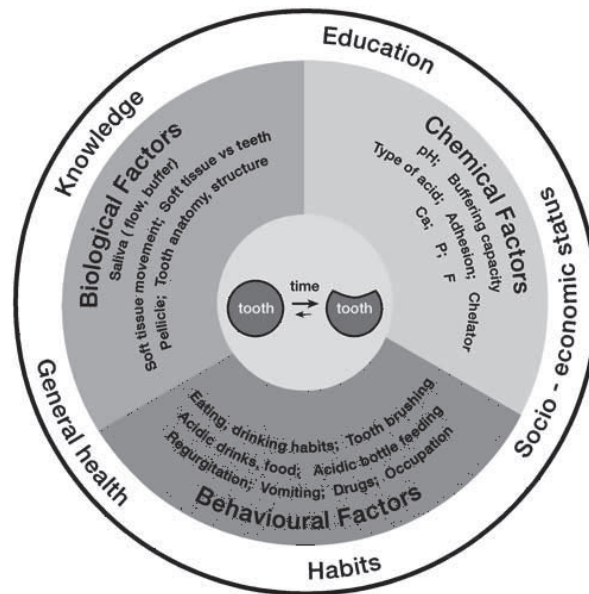 Education
Knowledge
Socio - economic status
General health
Habits
Biological Factors
Saliva ( flow, buffer)
Soft tissue movement; Soft tissue vs teeth
Pellicle; Tooth anatomy, structure
Chemical Factors
pH; Buffering capacity
Type of acid; Adhesion; Chelator
Ca; P; F
time
tooth
tooth
Eating, drinking habits; Tooth brushing
Acidic drinks, food; Acidic bottle feeding
Regurgitation; Vomiting; Drugs; Occupation
Behavioural Factors